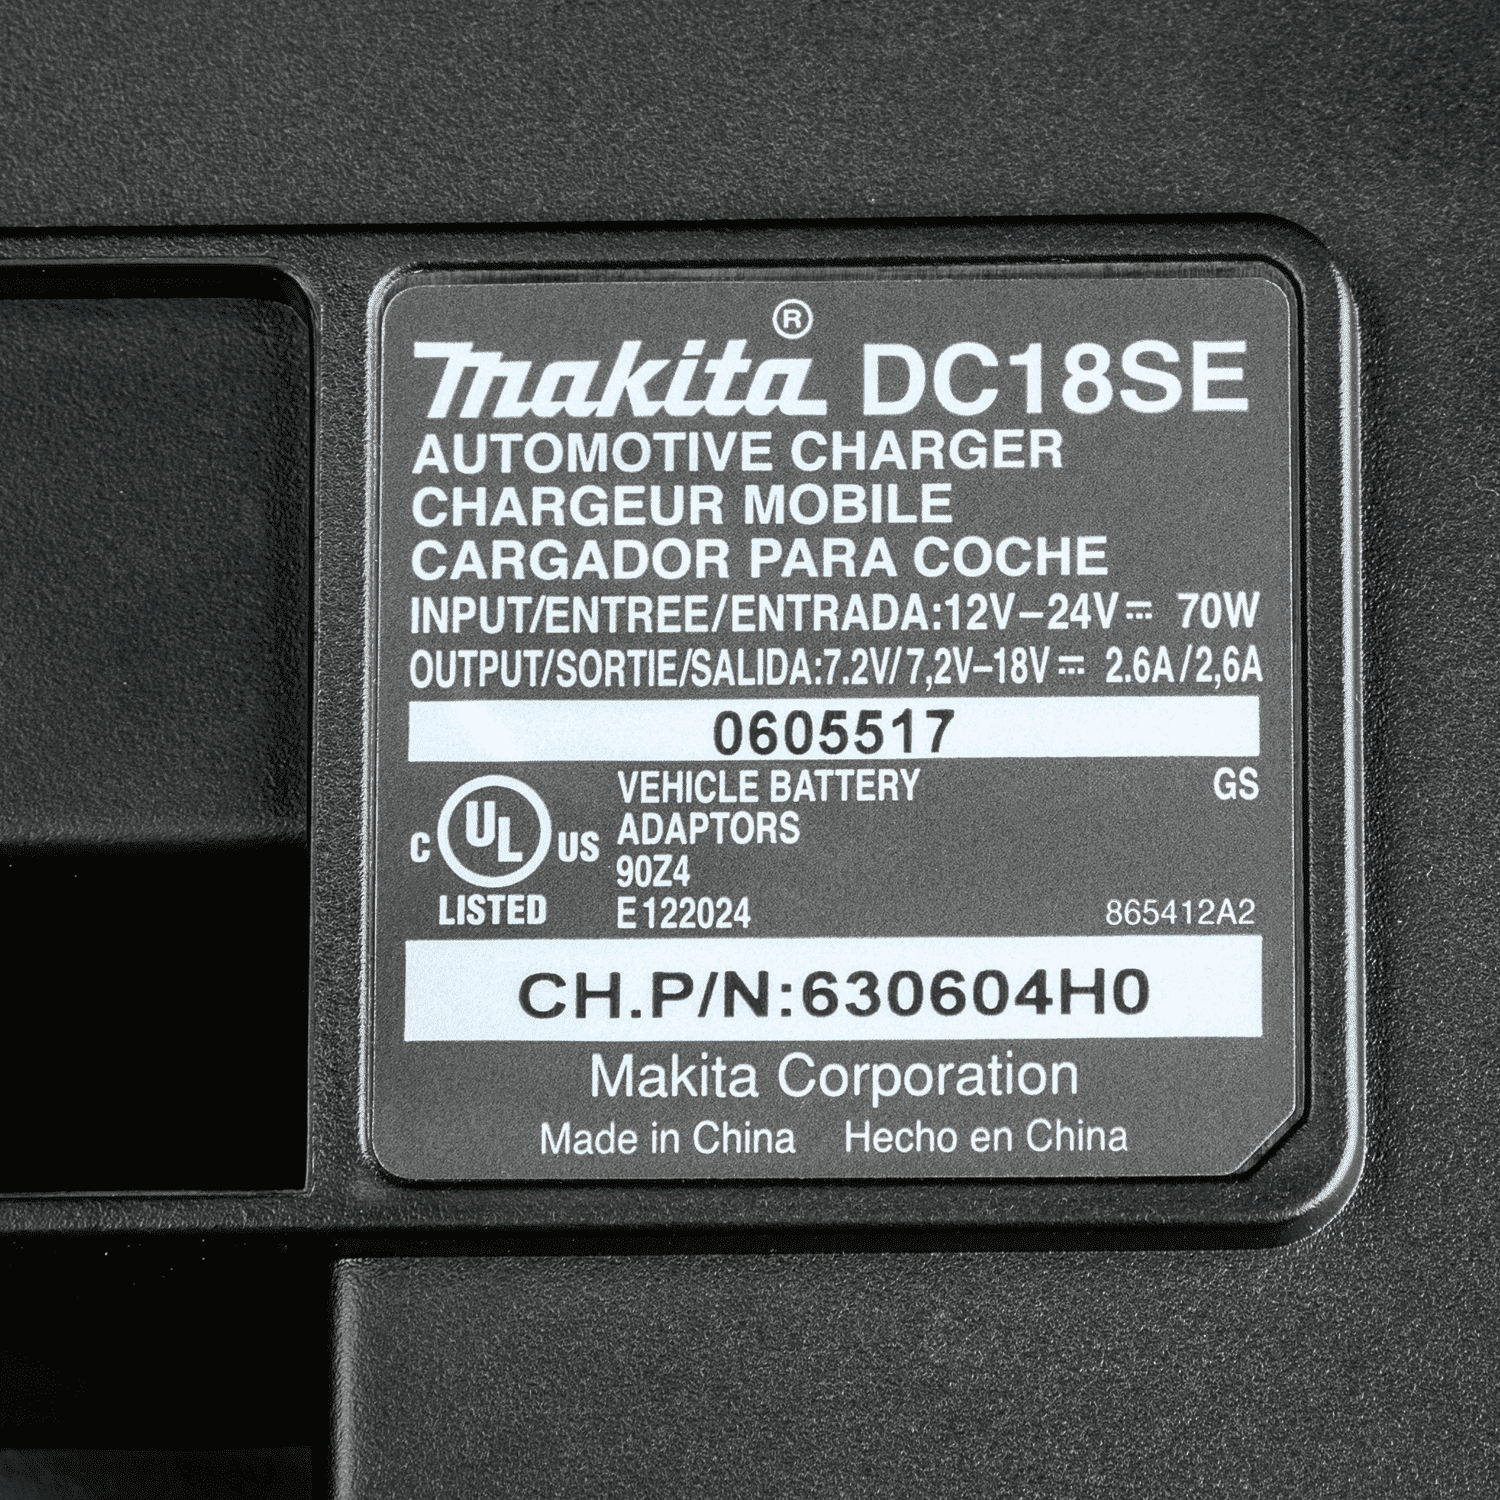 makita® DC18SE
AUTOMOTIVE CHARGER
CHARGEUR MOBILE
CARGADOR PARA COCHE
INPUT/ENTREE/ENTRADA:12V–24V⎓ 70W
OUTPUT/SORTIE/SALIDA:7.2V/7,2V–18V⎓ 2.6A/2,6A
0605517
VEHICLE BATTERY GS
ADAPTORS
C UL US
90Z4
LISTED E122024 865412A2
CH.P/N:630604H0
Makita Corporation
Made in China Hecho en China